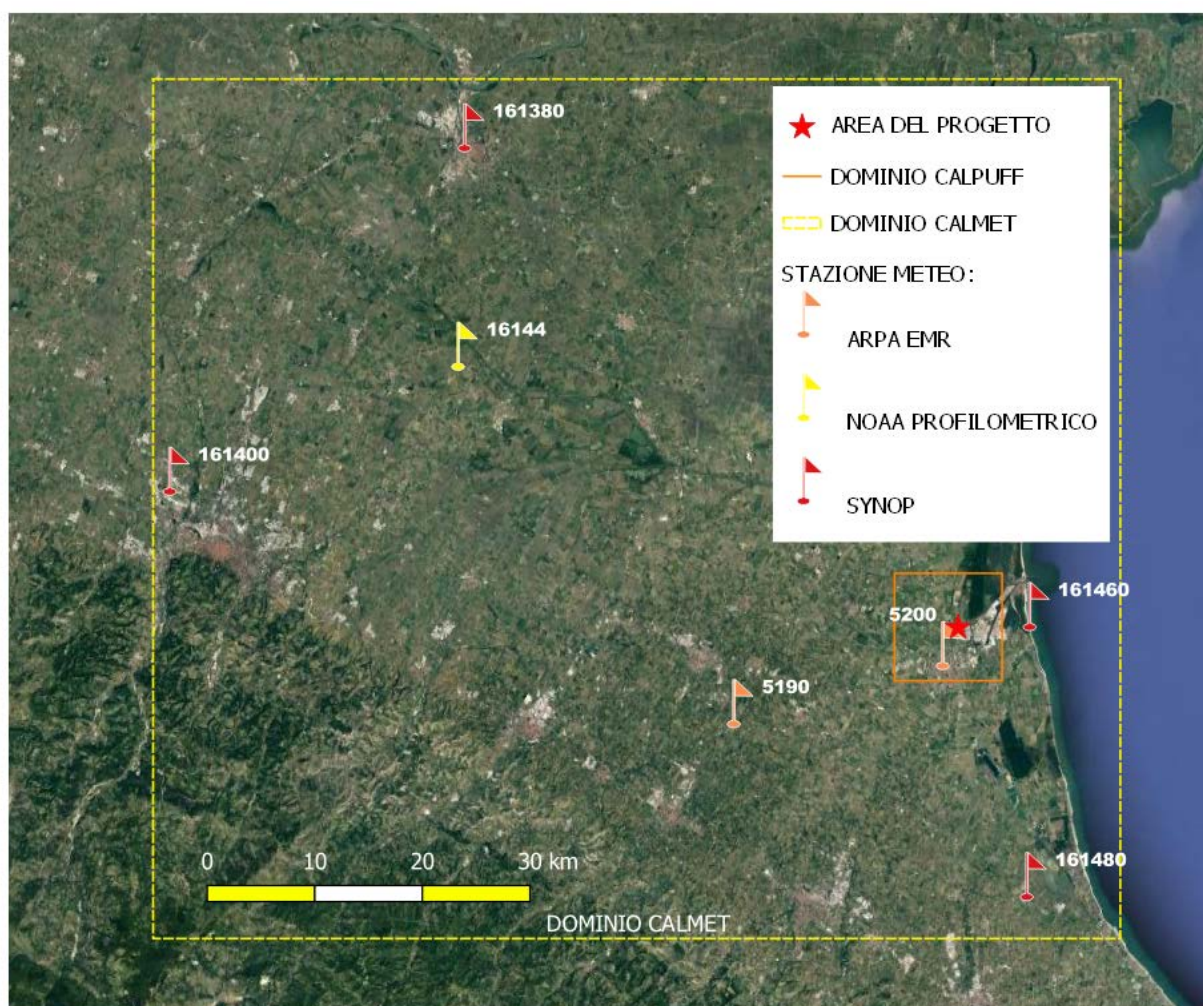 161380
AREA DEL PROGETTO
DOMINIO CALPUFF
DOMINIO CALMET
STAZIONE METEO:
16144
ARPA EMR
NOAA PROFILOMETRICO
161400
SYNOP
161460
5200
5190
0 10 20 30 km
161480
DOMINIO CALMET